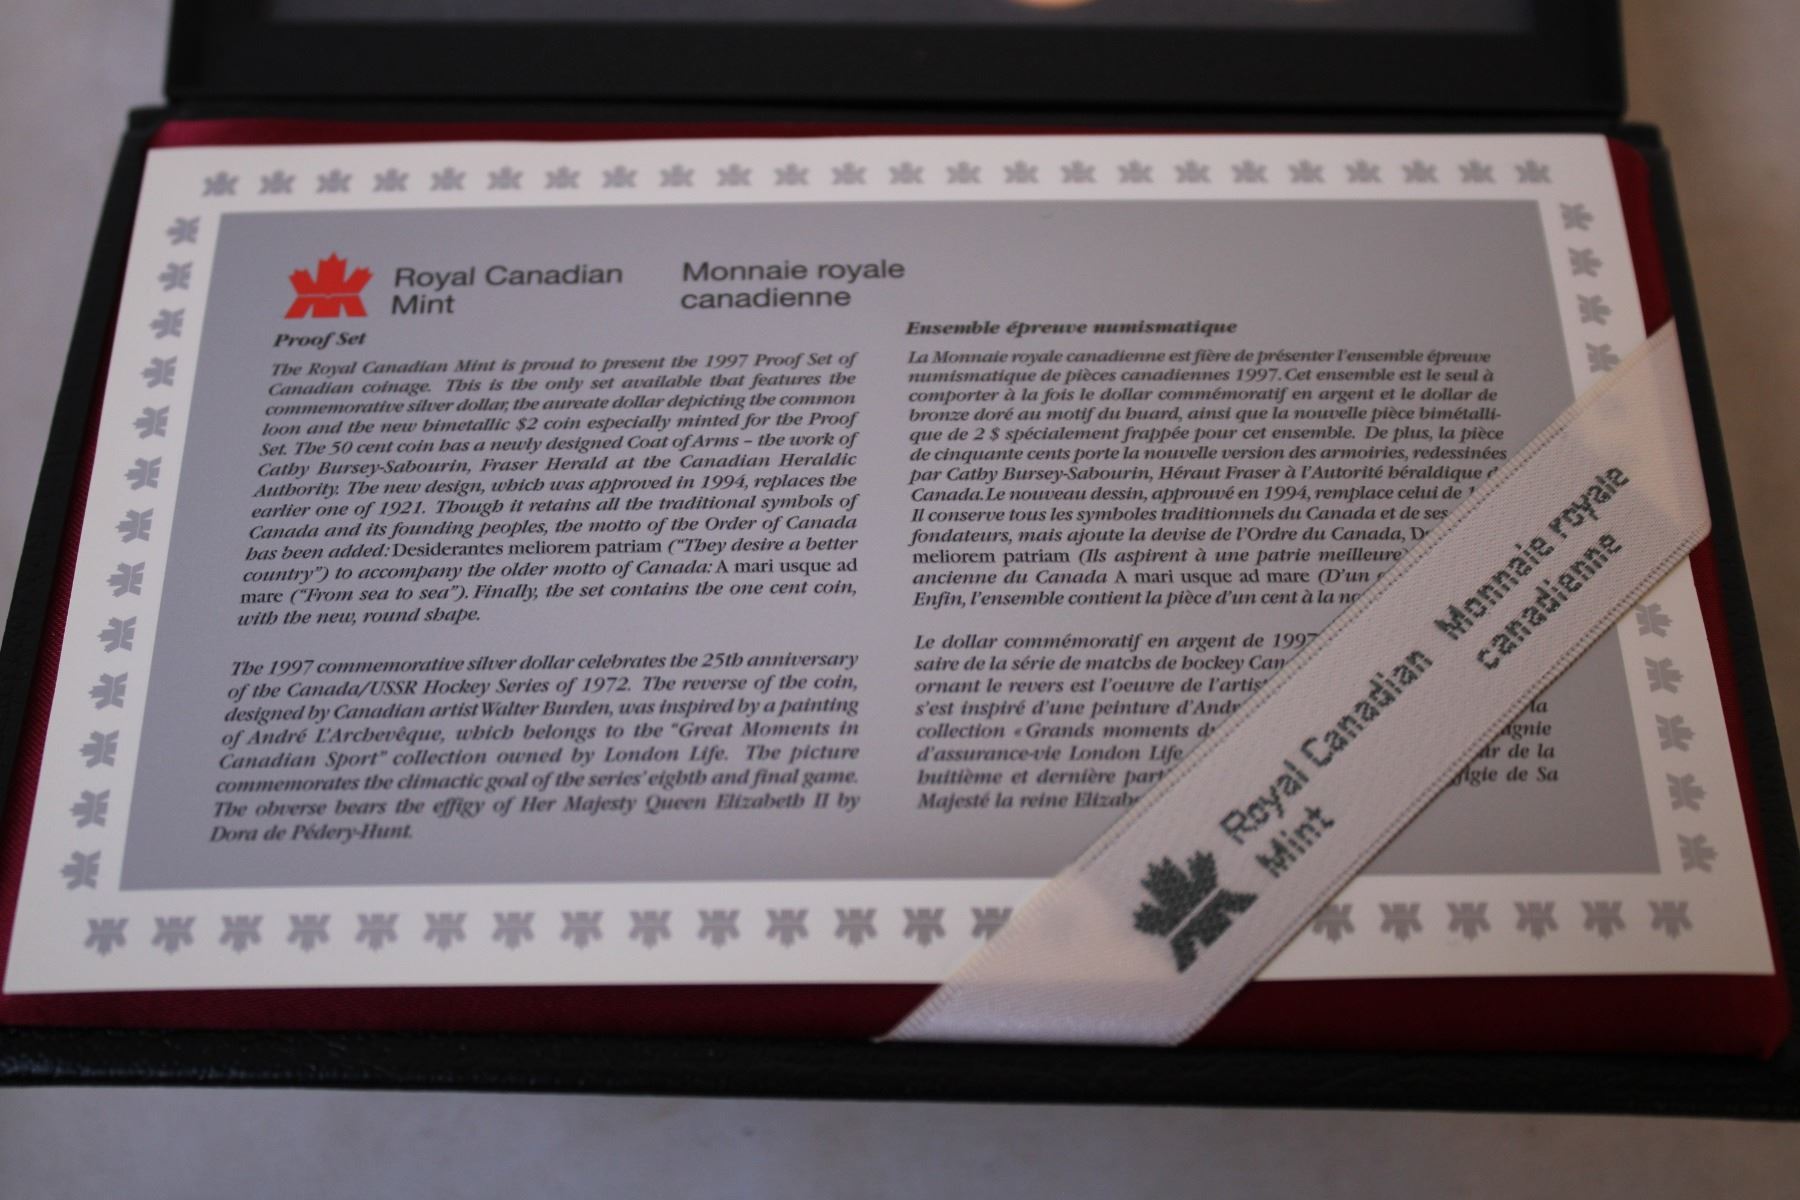 Royal Canadian
Mint
Monnaie royale
canadienne
Proof Set
The Royal Canadian Mint is proud to present the 1997 Proof Set of
Canadian coinage. This is the only set available that features the
commemorative silver dollar, the aureate dollar depicting the common
loon and the new bimetallic $2 coin especially minted for the Proof
Set. The 50 cent coin has a newly designed Coat of Arms – the work of
Cathy Bursey-Sabourin, Fraser Herald at the Canadian Heraldic
Authority. The new design, which was approved in 1994, replaces the
earlier one of 1921. Though it retains all the traditional symbols of
Canada and its founding peoples, the motto of the Order of Canada
has been added: Desiderantes meliorem patriam ("They desire a better
country") to accompany the older motto of Canada: A mari usque ad
mare ("From sea to sea"). Finally, the set contains the one cent coin,
with the new, round shape.
The 1997 commemorative silver dollar celebrates the 25th anniversary
of the Canada/USSR Hockey Series of 1972. The reverse of the coin,
designed by Canadian artist Walter Burden, was inspired by a painting
of André L'Archevêque, which belongs to the "Great Moments in
Canadian Sport" collection owned by London Life. The picture
commemorates the climactic goal of the series' eighth and final game.
The obverse bears the effigy of Her Majesty Queen Elizabeth II by
Dora de Pédery-Hunt.
Ensemble épreuve numismatique
La Monnaie royale canadienne est fière de présenter l'ensemble épreuve
numismatique de pièces canadiennes 1997. Cet ensemble est le seul à
comporter à la fois le dollar commémoratif en argent et le dollar de
bronze doré au motif du huard, ainsi que la nouvelle pièce bimétalli-
que de 2 $ spécialement frappée pour cet ensemble. De plus, la pièce
de cinquante cents porte la nouvelle version des armoiries, redessinées
par Cathy Bursey-Sabourin, Héraut Fraser à l'Autorité héraldique d
Canada. Le nouveau dessin, approuvé en 1994, remplace celui de 1
Il conserve tous les symboles traditionnels du Canada et de ses
fondateurs, mais ajoute la devise de l'Ordre du Canada, D
meliorem patriam (Ils aspirent à une patrie meilleure)
ancienne du Canada A mari usque ad mare (D'un
Enfin, l'ensemble contient la pièce d'un cent à la no
Le dollar commémoratif en argent de 1997
saire de la série de matchs de hockey Can
ornant le revers est l'oeuvre de l'artis
s'est inspiré d'une peinture d'Andr la
collection « Grands moments d gnie
d'assurance-vie London Life r de la
huitième et dernière part figie de Sa
Majesté la reine Elizab
Royal Canadian
Mint
Monnaie royale
canadienne